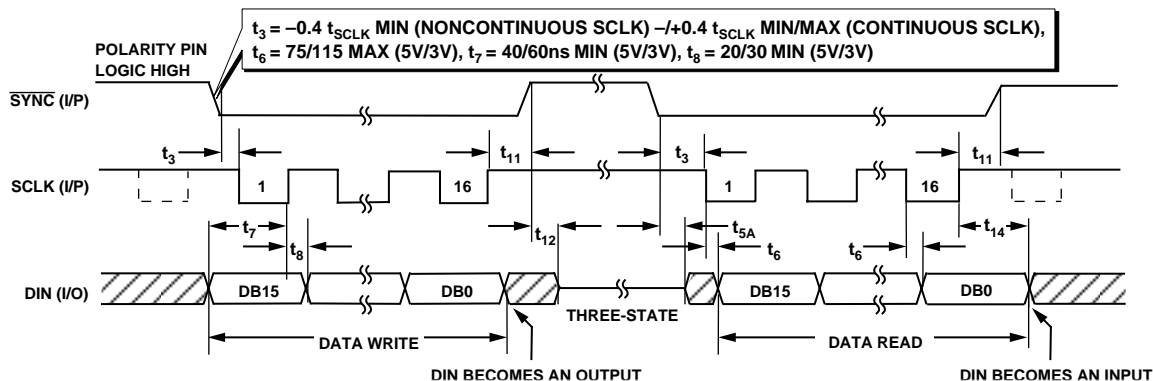 t3 = –0.4 tSCLK MIN (NONCONTINUOUS SCLK) –/+0.4 tSCLK MIN/MAX (CONTINUOUS SCLK),
t6 = 75/115 MAX (5V/3V), t7 = 40/60ns MIN (5V/3V), t8 = 20/30 MIN (5V/3V)
POLARITY PIN
LOGIC HIGH
SYNC (I/P)
t3
t11
t3
t11
SCLK (I/P)
1
16
1
16
t7
t8
t12
t5A
t6
t6
t14
DIN (I/O)
DB15
DB0
THREE-STATE
DB15
DB0
DATA WRITE
DATA READ
DIN BECOMES AN OUTPUT
DIN BECOMES AN INPUT